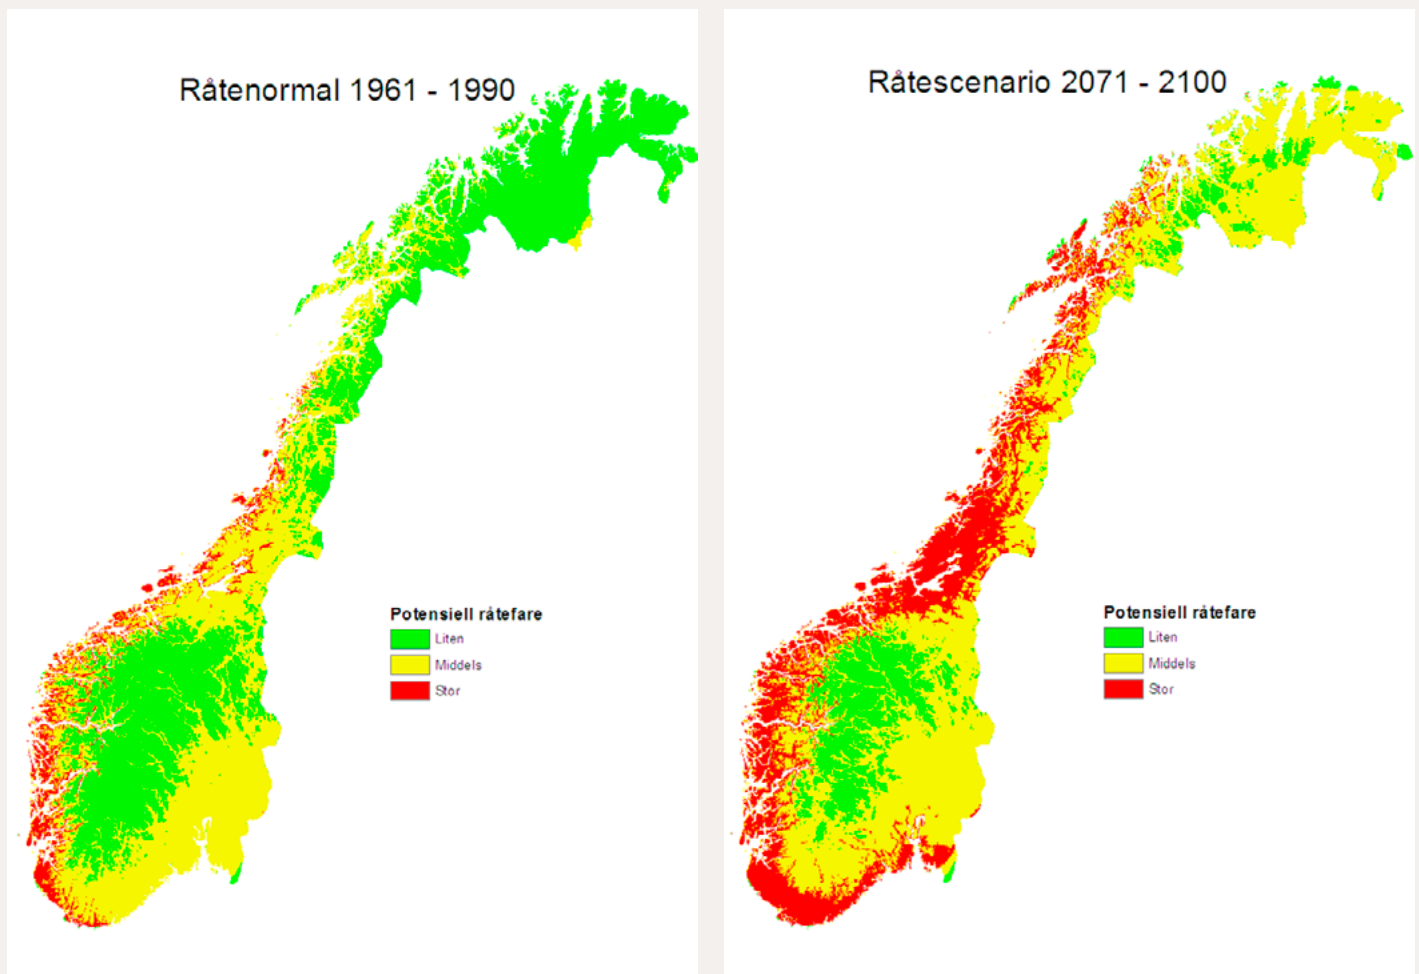 Råtenormal 1961 - 1990
Potensiell råtefare
Liten
Middels
Stor
Råtescenario 2071 - 2100
Potensiell råtefare
Liten
Middels
Stor